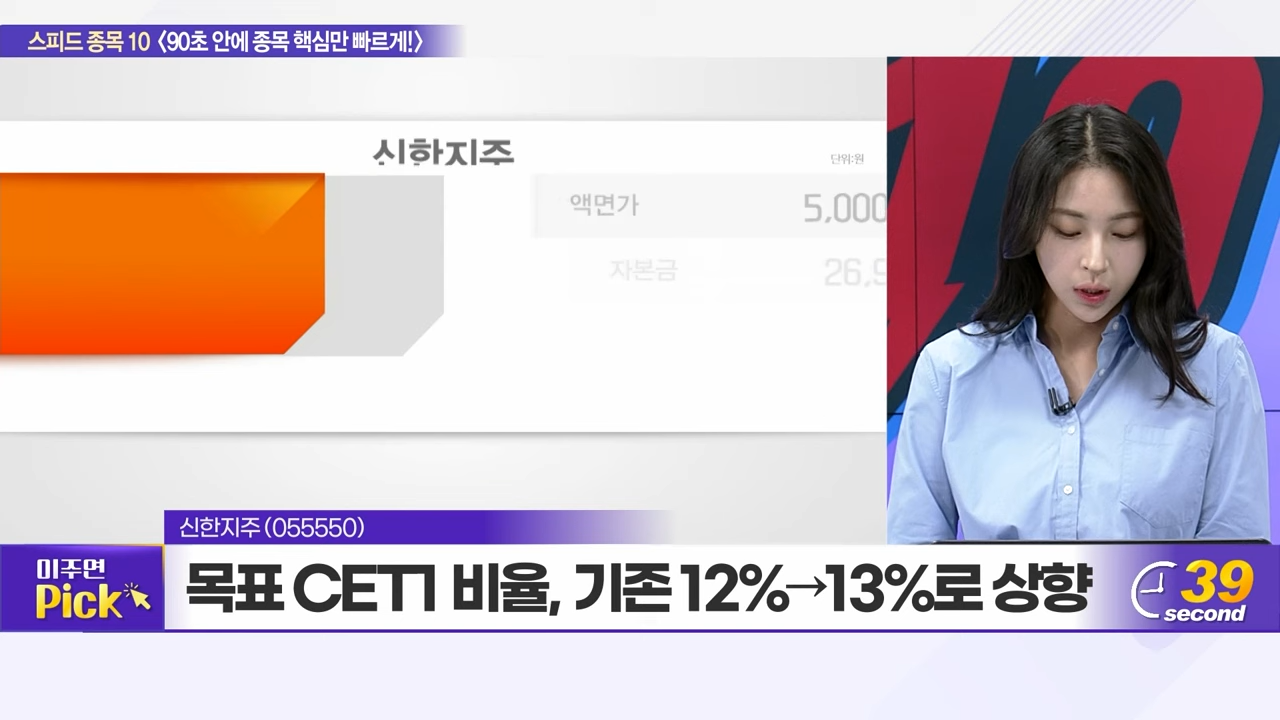 스피드 종목 10 〈90초 안에 종목 핵심만 빠르게!〉
신한지주
단위:원
액면가 5,000
자본금 26,9
신한지주 (055550)
미주면
Pick
목표 CET1 비율, 기존 12%→13%로 상향
39
second
10